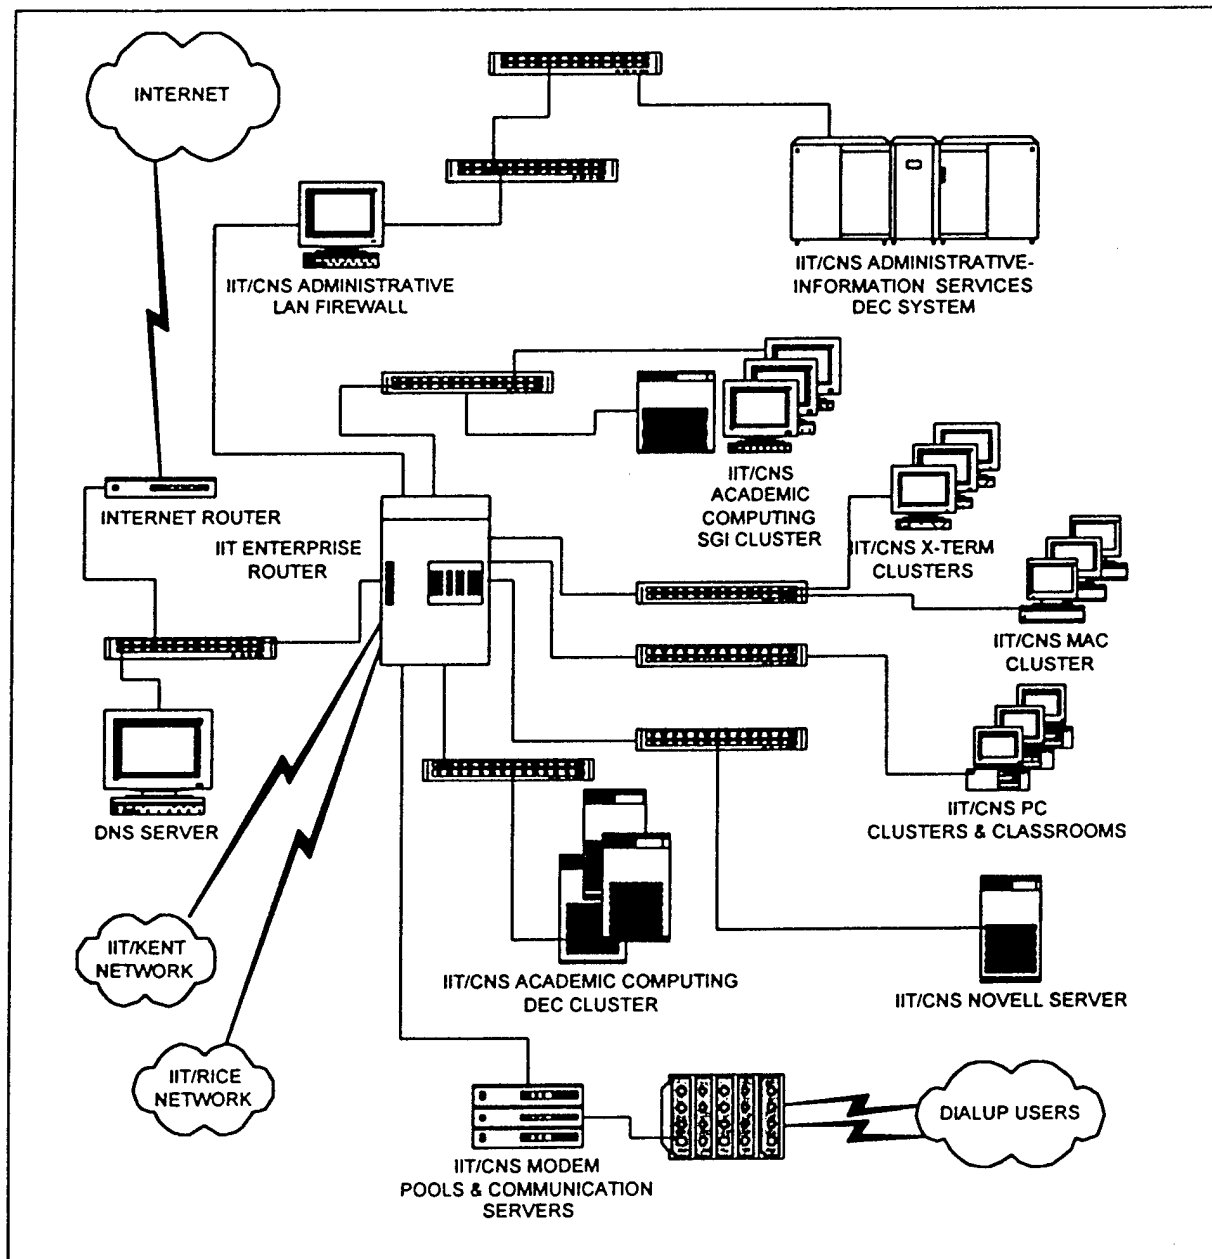 INTERNET
IIT/CNS ADMINISTRATIVE
LAN FIREWALL
IIT/CNS ADMINISTRATIVE-
INFORMATION SERVICES
DEC SYSTEM
IIT/CNS
ACADEMIC
COMPUTING
SGI CLUSTER
INTERNET ROUTER
IIT ENTERPRISE
ROUTER
IIT/CNS X-TERM
CLUSTERS
IIT/CNS MAC
CLUSTER
DNS SERVER
IIT/CNS PC
CLUSTERS & CLASSROOMS
IIT/KENT
NETWORK
IIT/CNS ACADEMIC COMPUTING
DEC CLUSTER
IIT/CNS NOVELL SERVER
IIT/RICE
NETWORK
DIALUP USERS
IIT/CNS MODEM
POOLS & COMMUNICATION
SERVERS